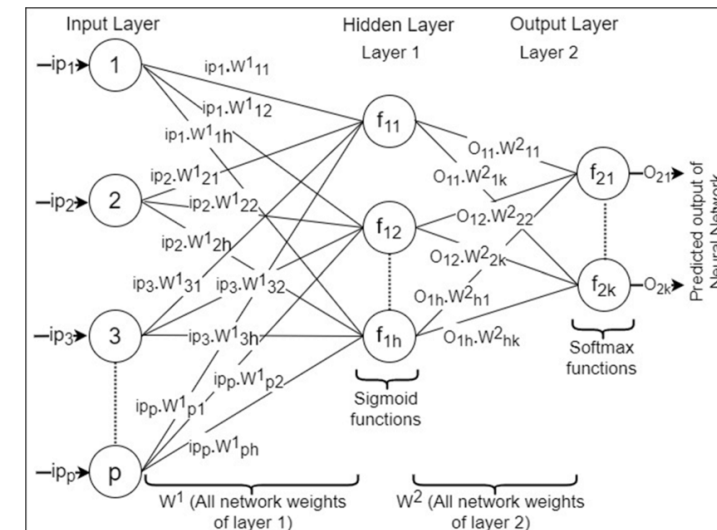 Input Layer
Hidden Layer
Output Layer
Layer 1
Layer 2
ip₁
1
ip₁.W¹₁₁
ip₁.W¹₁₂
ip₁.W¹₁ₕ
f₁₁
O₁₁.W²₁₁
O₁₁.W²₁ₖ
ip₂
2
ip₂.W¹₂₁
ip₂.W¹₂₂
ip₂.W¹₂ₕ
f₁₂
O₁₂.W²₂₂
O₁₂.W²₂ₖ
f₂₁
O₂₁
ip₃
3
ip₃.W¹₃₁
ip₃.W¹₃₂
ip₃.W¹₃ₕ
f₁ₕ
O₁ₕ.W²ₕ₁
O₁ₕ.W²ₕₖ
f₂ₖ
O₂ₖ
Predicted output of
Neural Network
ipₚ
p
ipₚ.W¹ₚ₁
ipₚ.W¹ₚ₂
ipₚ.W¹ₚₕ
Sigmoid
functions
Softmax
functions
W¹ (All network weights
of layer 1)
W² (All network weights
of layer 2)